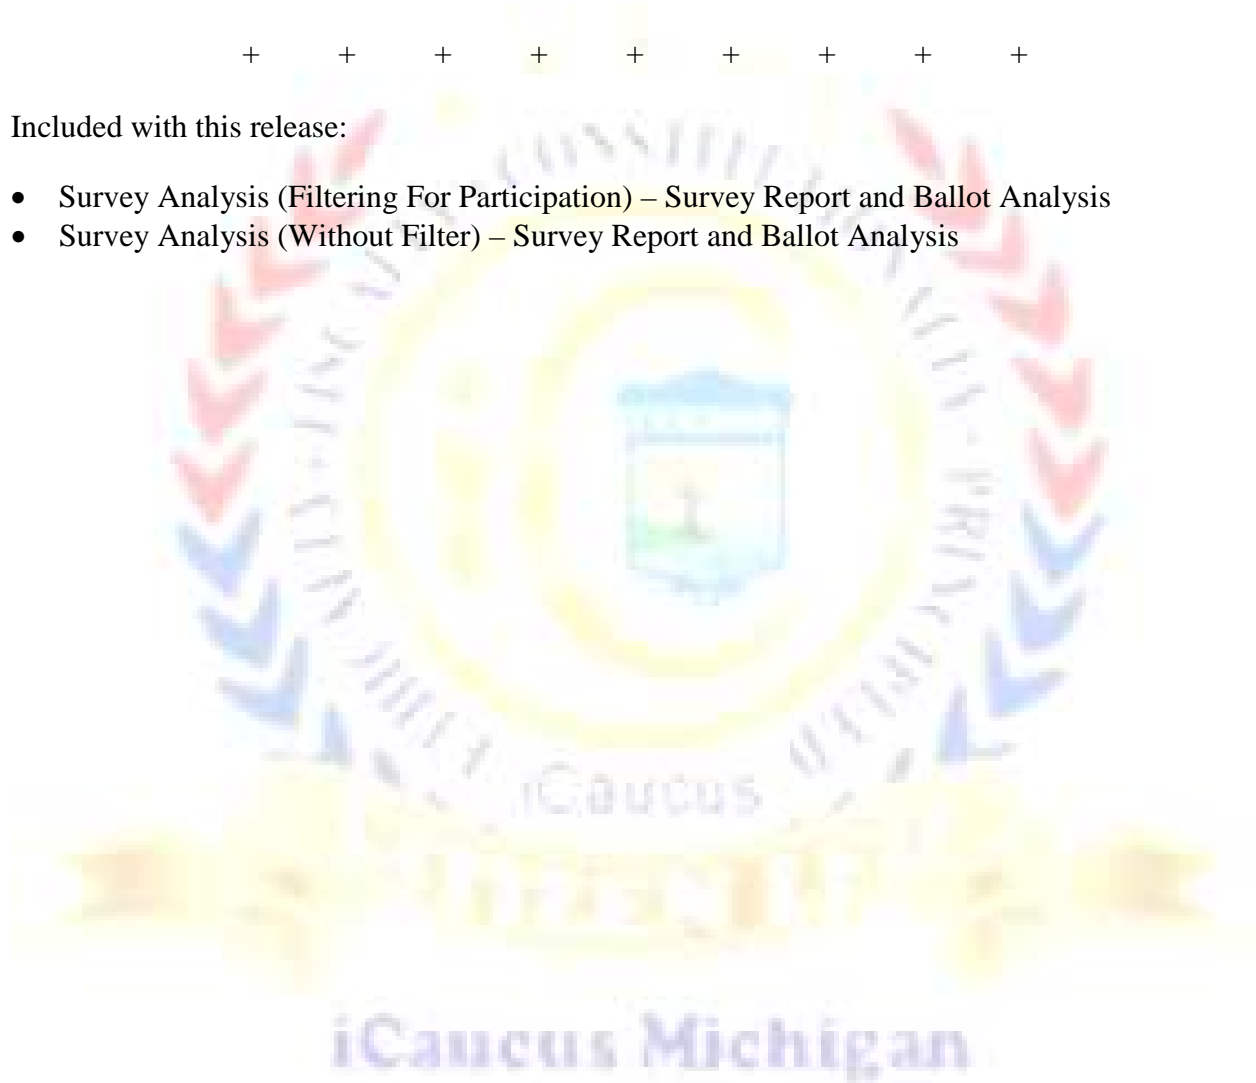 + + + + + + + + +
Included with this release:
• Survey Analysis (Filtering For Participation) – Survey Report and Ballot Analysis
• Survey Analysis (Without Filter) – Survey Report and Ballot Analysis
iCaucus
iCaucus Michigan